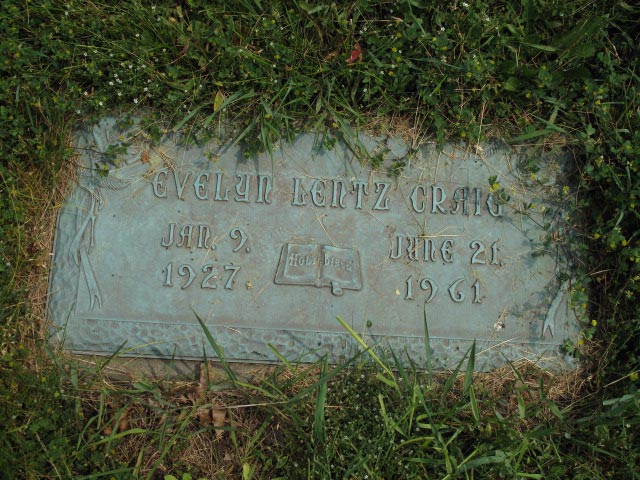 EVELYN LENTZ CRAIG
JAN. 9,
1927
HOLY BIBLE
JUNE 21,
1961